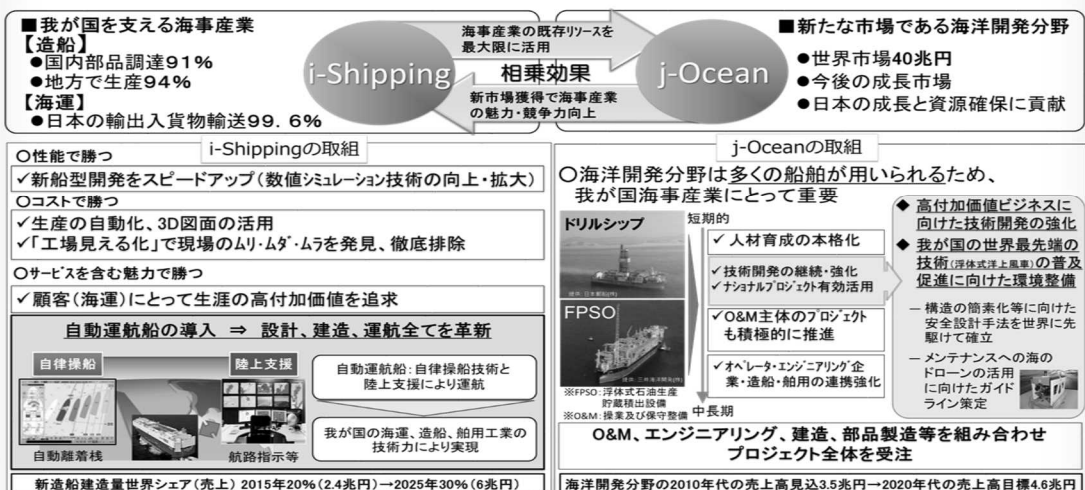 ■我が国を支える海事産業
【造船】
●国内部品調達91%
●地方で生産94%
【海運】
●日本の輸出入貨物輸送99.6%
i-Shipping
海事産業の既存リソースを
最大限に活用
相乗効果
新市場獲得で海事産業
の魅力・競争力向上
j-Ocean
■新たな市場である海洋開発分野
●世界市場40兆円
●今後の成長市場
●日本の成長と資源確保に貢献
i-Shippingの取組
○性能で勝つ
✓新船型開発をスピードアップ(数値シミュレーション技術の向上・拡大)
○コストで勝つ
✓生産の自動化、3D図面の活用
✓「工場見える化」で現場のムリ・ムダ・ムラを発見、徹底排除
○サービスを含む魅力で勝つ
✓顧客(海運)にとって生涯の高付加価値を追求
自動運航船の導入 ⇒ 設計、建造、運航全てを革新
自律操船
陸上支援
自動離着桟
航路指示等
自動運航船:自律操船技術と
陸上支援により運航
我が国の海運、造船、舶用工業の
技術力により実現
新造船建造量世界シェア(売上) 2015年20%(2.4兆円)→2025年30%(6兆円)
j-Oceanの取組
○海洋開発分野は多くの船舶が用いられるため、
我が国海事産業にとって重要
ドリルシップ
提供:日本郵船(株)
FPSO
提供:三井海洋開発(株)
※FPSO:浮体式石油生産
貯蔵積出設備
※O&M:操業及び保守整備
短期的
✓人材育成の本格化
✓技術開発の継続・強化
✓ナショナルプロジェクト有効活用
✓O&M主体のプロジェクト
も積極的に推進
✓オペレータ・エンジニアリング企
業・造船・舶用の連携強化
中長期
◆ 高付加価値ビジネスに
向けた技術開発の強化
◆ 我が国の世界最先端の
技術(浮体式洋上風車)の普及
促進に向けた環境整備
― 構造の簡素化等に向けた
安全設計手法を世界に先
駆けて確立
― メンテナンスへの海の
ドローンの活用
に向けたガイド
ライン策定
O&M、エンジニアリング、建造、部品製造等を組み合わせ
プロジェクト全体を受注
海洋開発分野の2010年代の売上高見込3.5兆円→2020年代の売上高目標4.6兆円